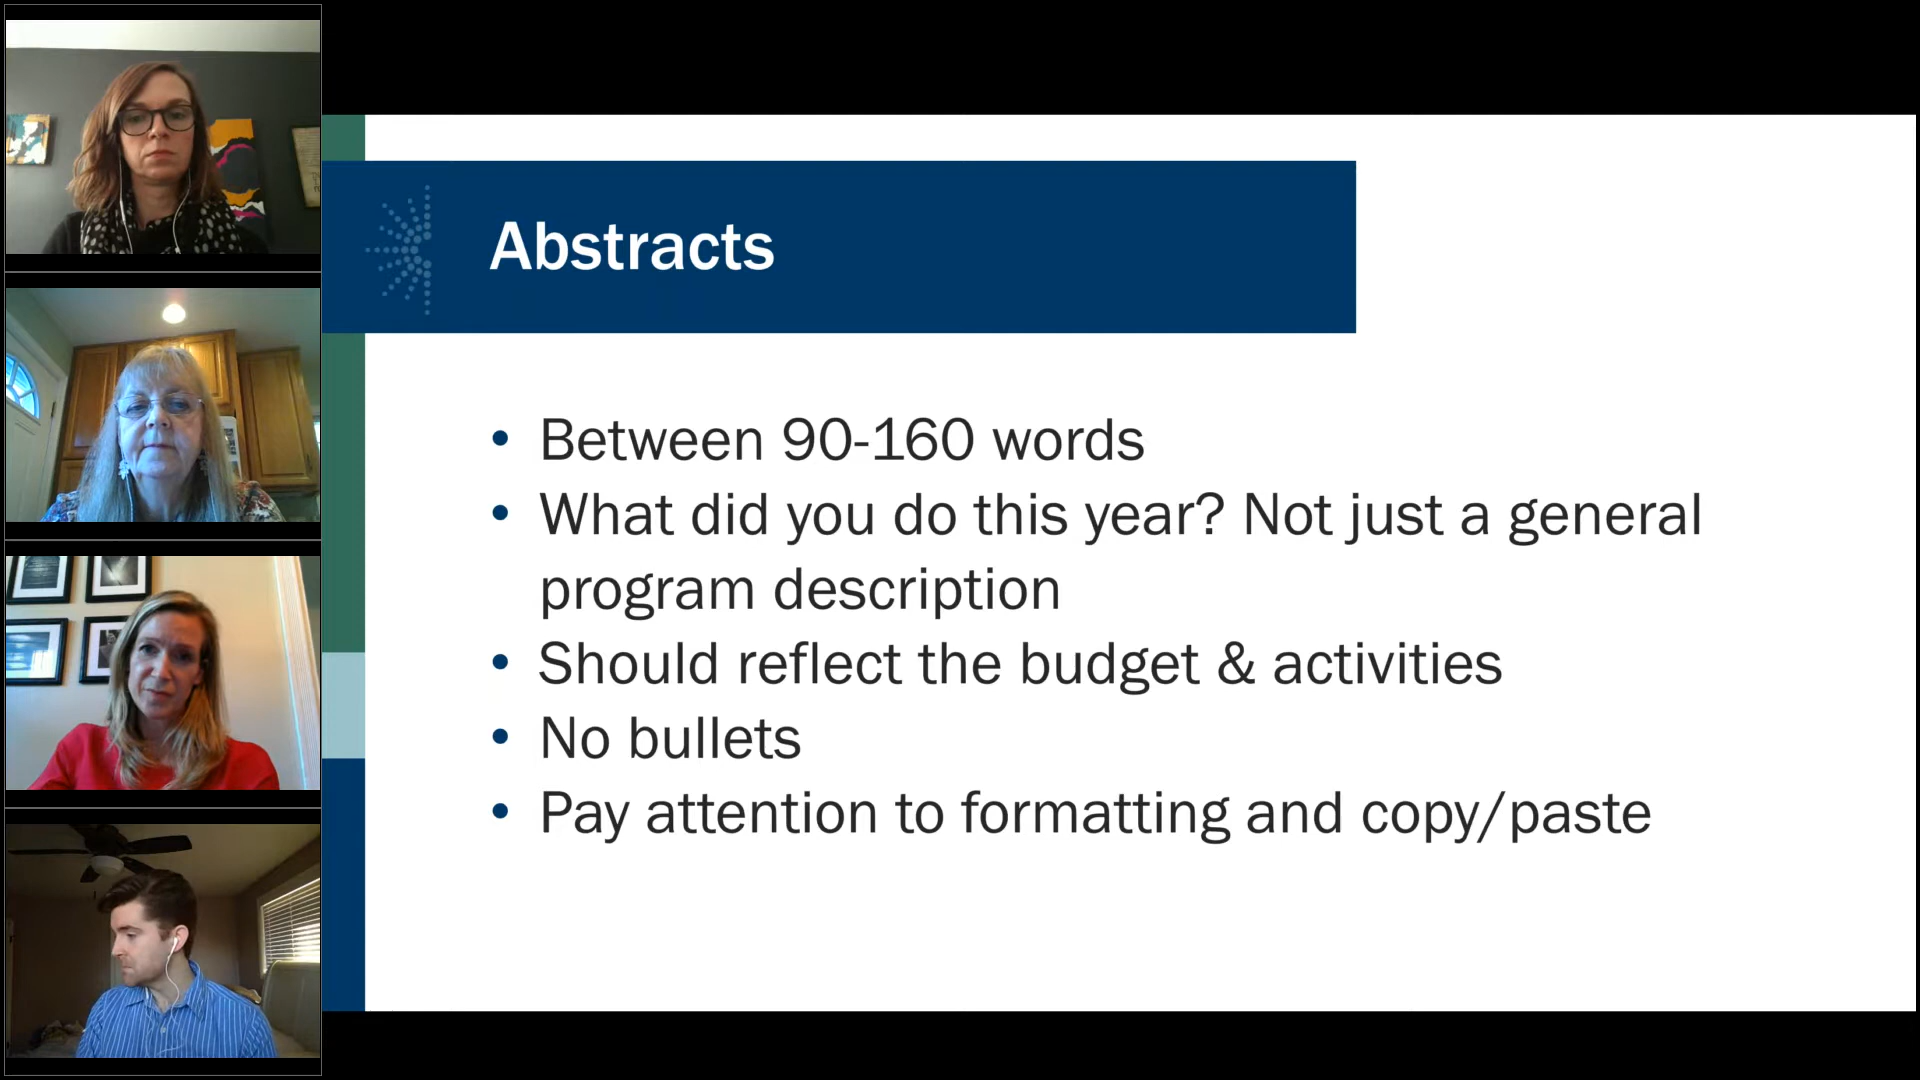 Abstracts
• Between 90-160 words
• What did you do this year? Not just a general
program description
• Should reflect the budget & activities
• No bullets
• Pay attention to formatting and copy/paste